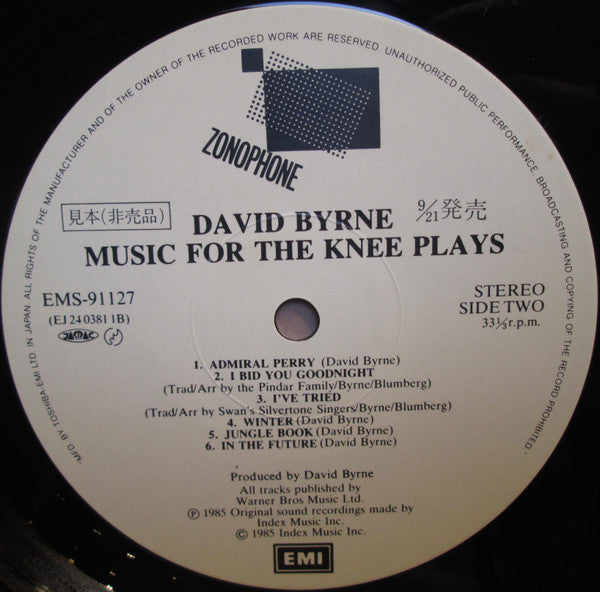 ALL RIGHTS OF THE MANUFACTURER AND OF THE OWNER OF THE RECORDED WORK ARE RESERVED. UNAUTHORIZED PUBLIC PERFORMANCE, BROADCASTING AND COPYING OF THE RECORD PROHIBITED.
ZONOPHONE
見本(非売品)
9/21発売
DAVID BYRNE
MUSIC FOR THE KNEE PLAYS
EMS-91127
(EJ 24 0381 1B)
JASRAC
STEREO
SIDE TWO
33⅓r.p.m.
1. ADMIRAL PERRY (David Byrne)
2. I BID YOU GOODNIGHT
(Trad/Arr by the Pindar Family/Byrne/Blumberg)
3. I'VE TRIED
(Trad/Arr by Swan's Silvertone Singers/Byrne/Blumberg)
4. WINTER (David Byrne)
5. JUNGLE BOOK (David Byrne)
6. IN THE FUTURE (David Byrne)
Produced by David Byrne
All tracks published by
Warner Bros Music Ltd.
Ⓟ 1985 Original sound recordings made by
Index Music Inc.
© 1985 Index Music Inc.
EMI
MFD BY TOSHIBA-EMI LTD. IN JAPAN.